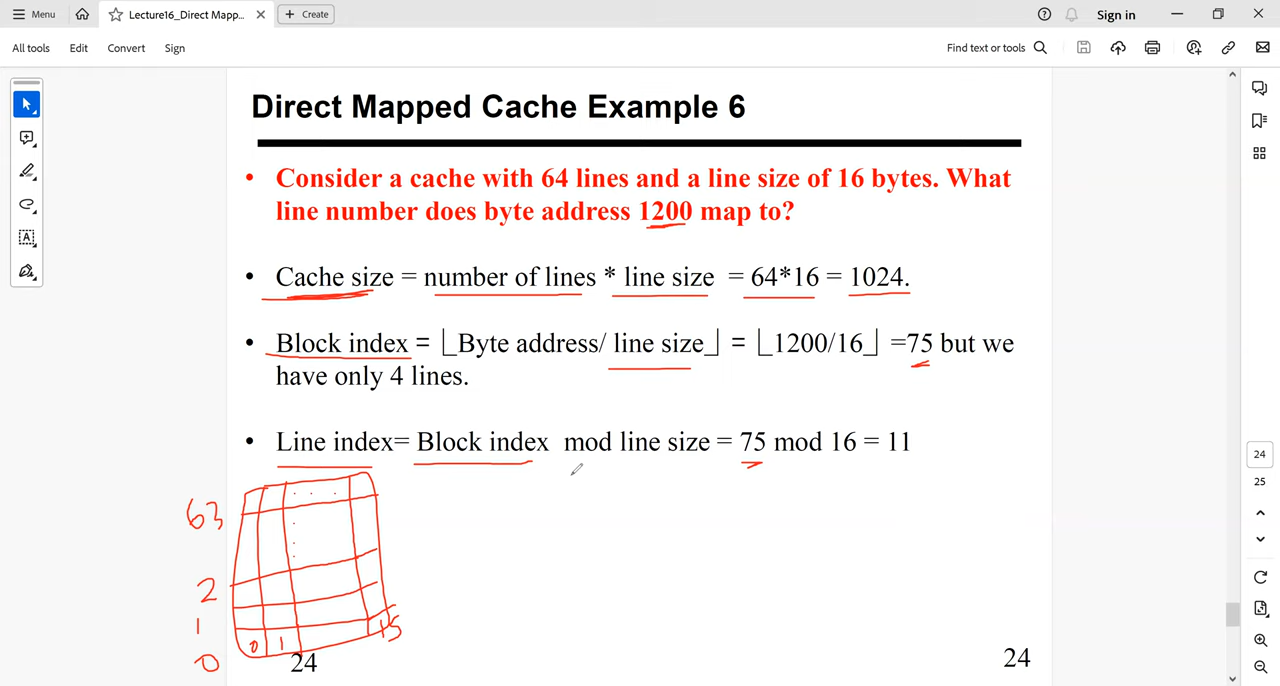 Menu
Lecture16_Direct Mapp...
Create
Sign in
All tools
Edit
Convert
Sign
Find text or tools
Direct Mapped Cache Example 6
• Consider a cache with 64 lines and a line size of 16 bytes. What
line number does byte address 1200 map to?
• Cache size = number of lines * line size = 64*16 = 1024.
• Block index = ⌊Byte address/ line size⌋ = ⌊1200/16⌋ =75 but we
have only 4 lines.
• Line index= Block index mod line size = 75 mod 16 = 11
63
2
1
0
0 1 15
24
24
24
25